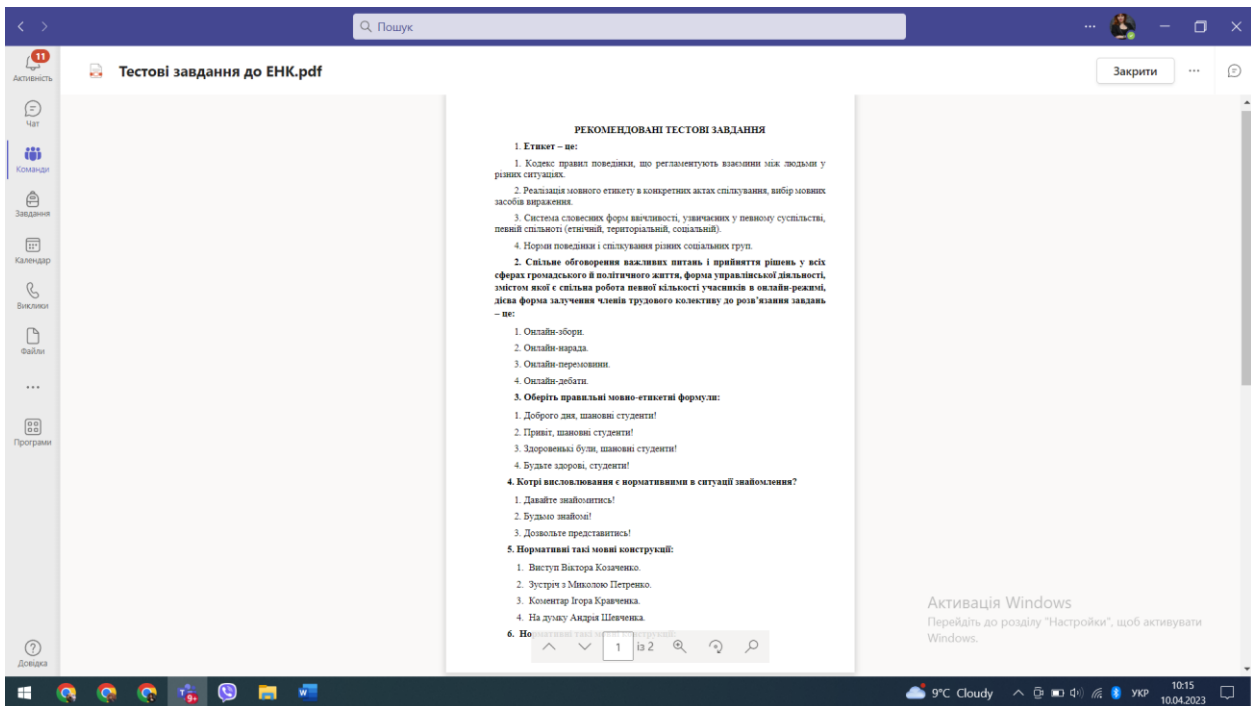 Пошук
11
Активність
Чат
Команди
Завдання
Календар
Виклики
Файли
Програми
Довідка
Тестові завдання до ЕНК.pdf
Закрити
РЕКОМЕНДОВАНІ ТЕСТОВІ ЗАВДАННЯ
1. Етикет – це:
1. Кодекс правил поведінки, що регламентують взаємини між людьми у
різних ситуаціях.
2. Реалізація мовного етикету в конкретних актах спілкування, вибір мовних
засобів вираження.
3. Система словесних форм ввічливості, узвичаєних у певному суспільстві,
певній спільноті (етнічній, територіальній, соціальній).
4. Норми поведінки і спілкування різних соціальних груп.
2. Спільне обговорення важливих питань і прийняття рішень у всіх
сферах громадського й політичного життя, форма управлінської діяльності,
змістом якої є спільна робота певної кількості учасників в онлайн-режимі,
дієва форма залучення членів трудового колективу до розв'язання завдань
– це:
1. Онлайн-збори.
2. Онлайн-нарада.
3. Онлайн-перемовини.
4. Онлайн-дебати.
3. Оберіть правильні мовно-етикетні формули:
1. Доброго дня, шановні студенти!
2. Привіт, шановні студенти!
3. Здоровенькі були, шановні студенти!
4. Будьте здорові, студенти!
4. Котрі висловлювання є нормативними в ситуації знайомлення?
1. Давайте знайомитись!
2. Будьмо знайомі!
3. Дозвольте представитись!
5. Нормативні такі мовні конструкції:
1. Виступ Віктора Козаченко.
2. Зустріч з Миколою Петренко.
3. Коментар Ігора Кравченка.
4. На думку Андрія Шевченка.
6. Нормативні такі мовні конструкції:
1 із 2
Активація Windows
Перейдіть до розділу "Настройки", щоб активувати
Windows.
9+
9°C Cloudy
УКР
10:15
10.04.2023